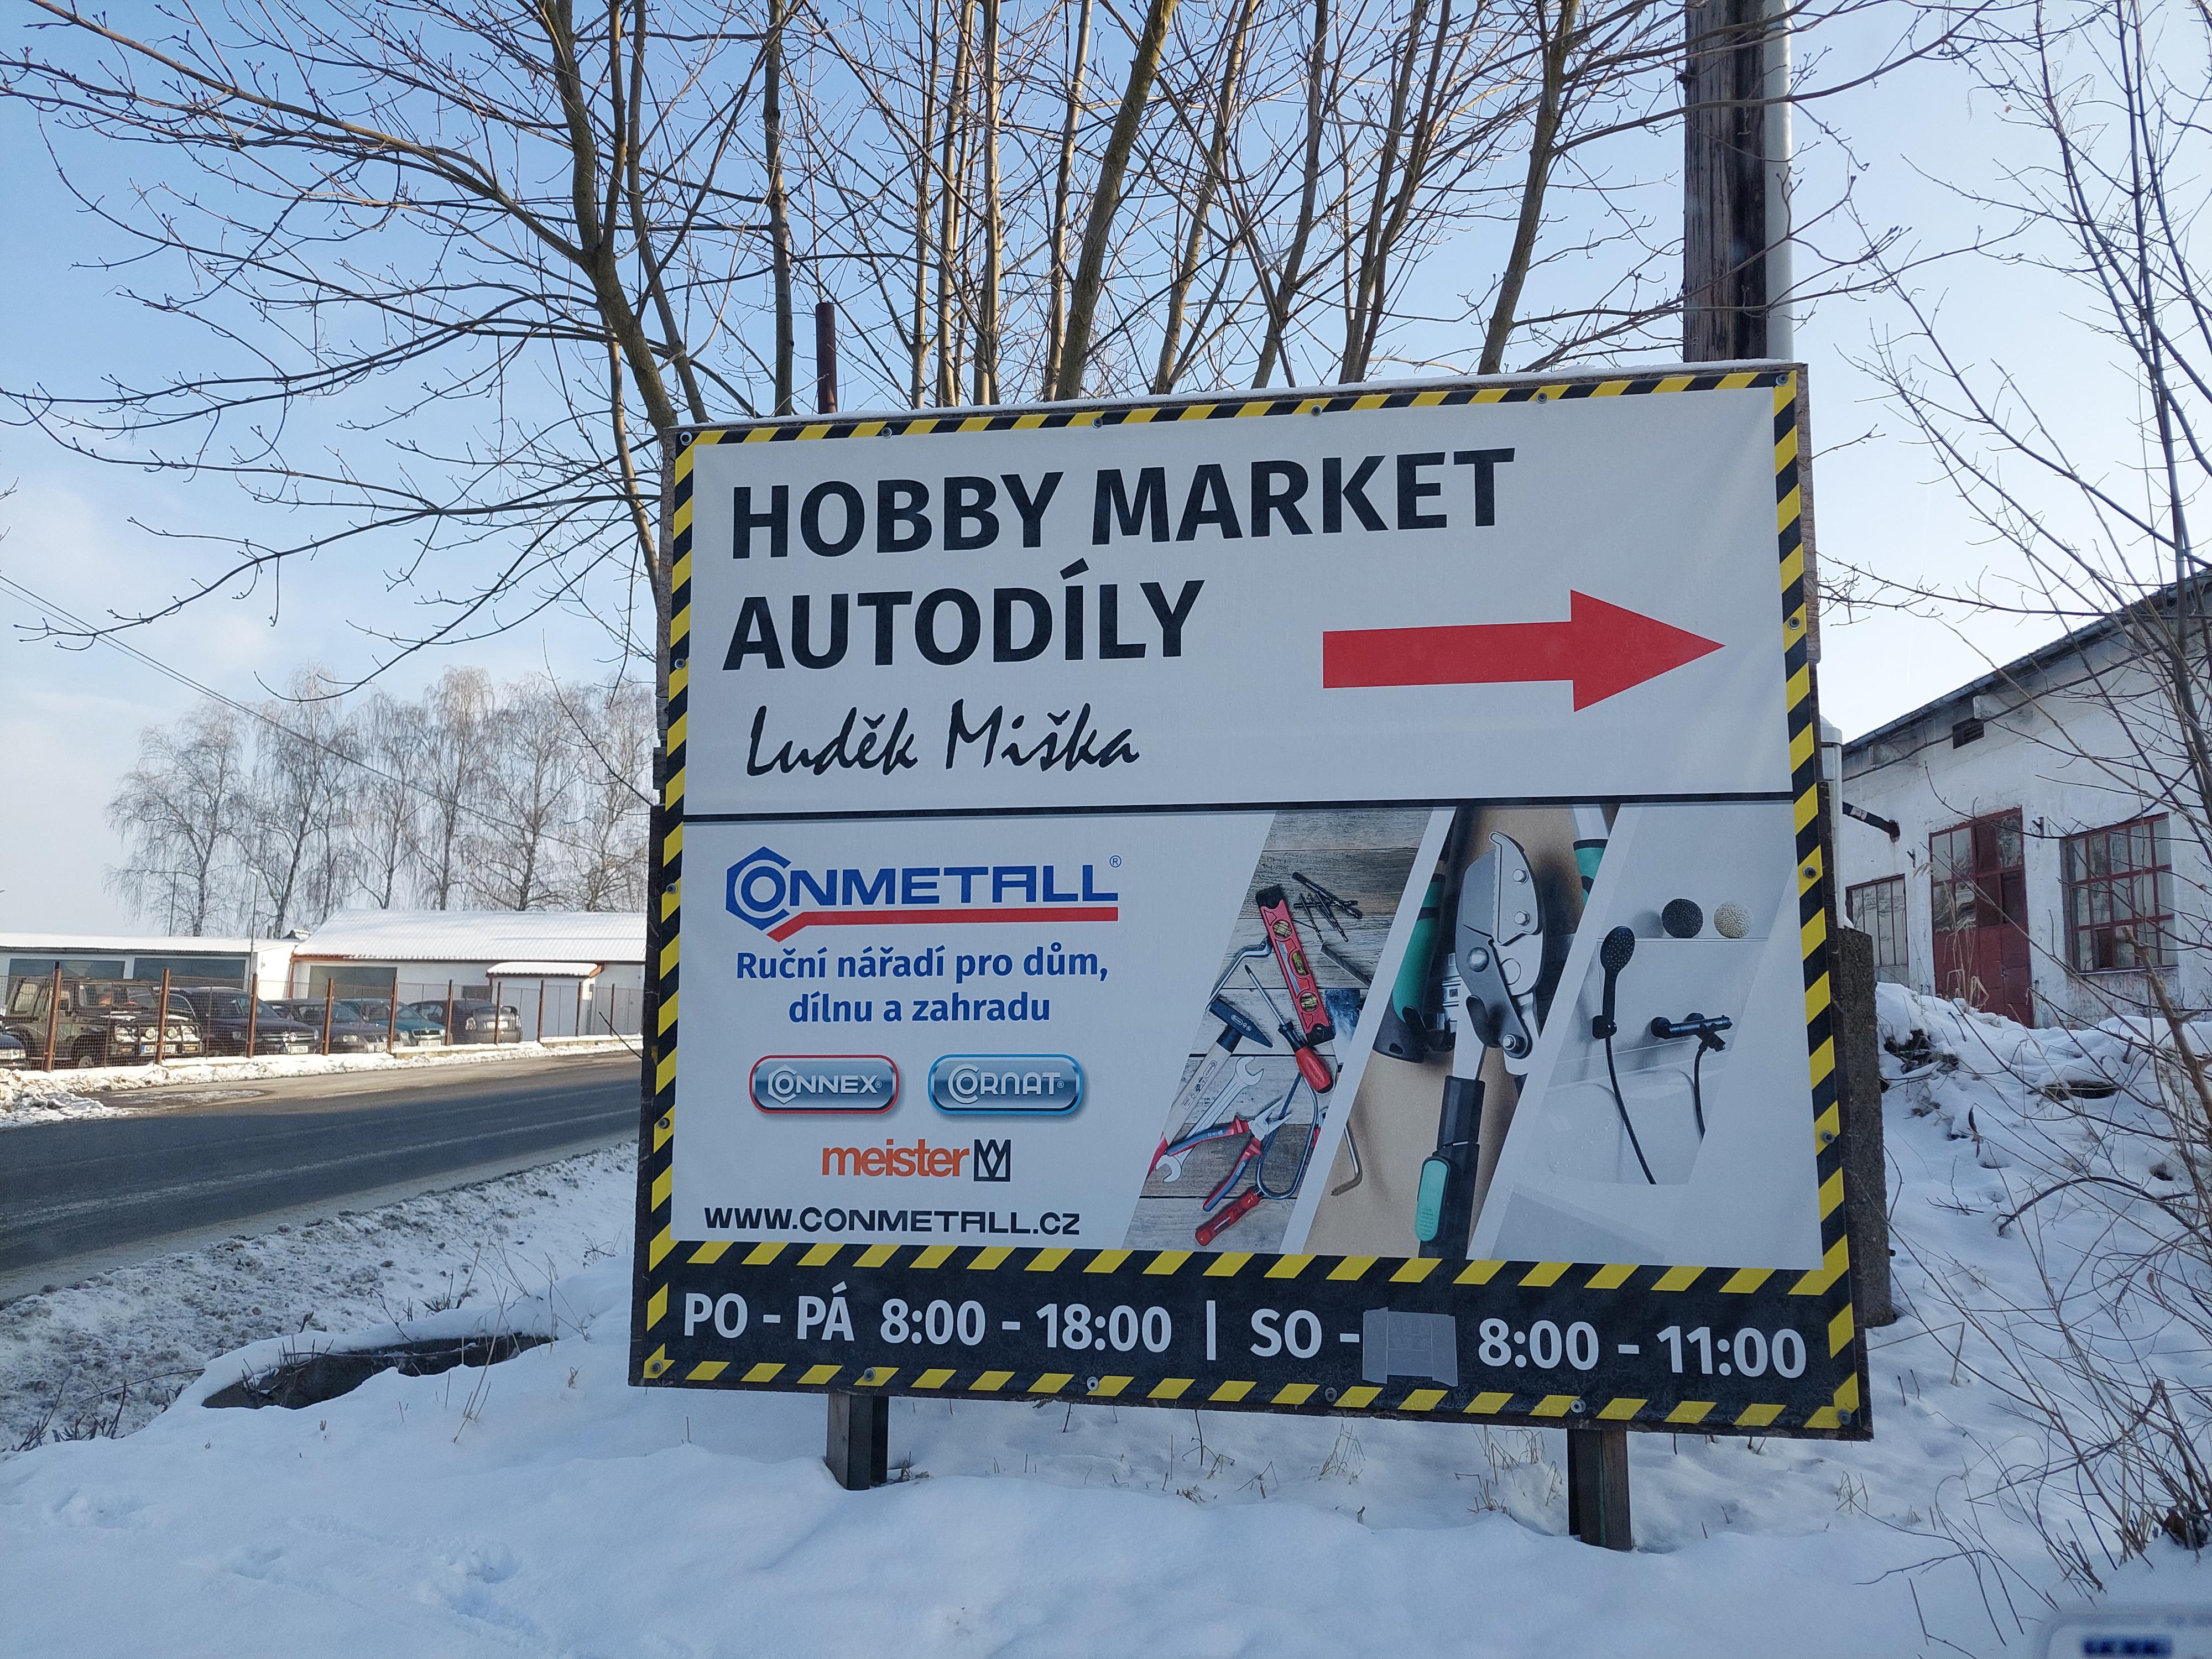 HOBBY MARKET
AUTODÍLY
Luděk Miška
CONMETALL®
Ruční nářadí pro dům,
dílnu a zahradu
CONNEX® CORNAT®
meister
WWW.CONMETALL.CZ
PO - PÁ 8:00 - 18:00 | SO - 8:00 - 11:00